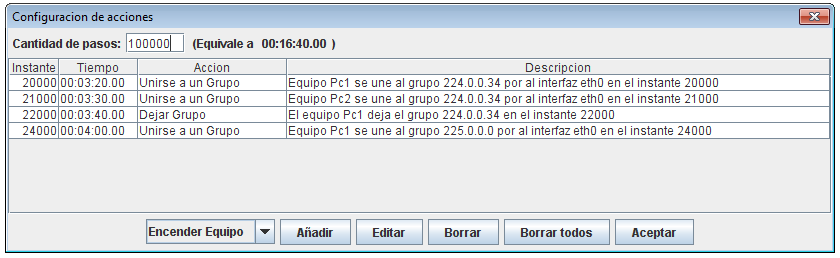 Configuracion de acciones
Cantidad de pasos: 100000 (Equivale a 00:16:40.00 )
Instante Tiempo Accion Descripcion
20000 00:03:20.00 Unirse a un Grupo Equipo Pc1 se une al grupo 224.0.0.34 por al interfaz eth0 en el instante 20000
21000 00:03:30.00 Unirse a un Grupo Equipo Pc2 se une al grupo 224.0.0.34 por al interfaz eth0 en el instante 21000
22000 00:03:40.00 Dejar Grupo El equipo Pc1 deja el grupo 224.0.0.34 en el instante 22000
24000 00:04:00.00 Unirse a un Grupo Equipo Pc1 se une al grupo 225.0.0.0 por al interfaz eth0 en el instante 24000
Encender Equipo Añadir Editar Borrar Borrar todos Aceptar